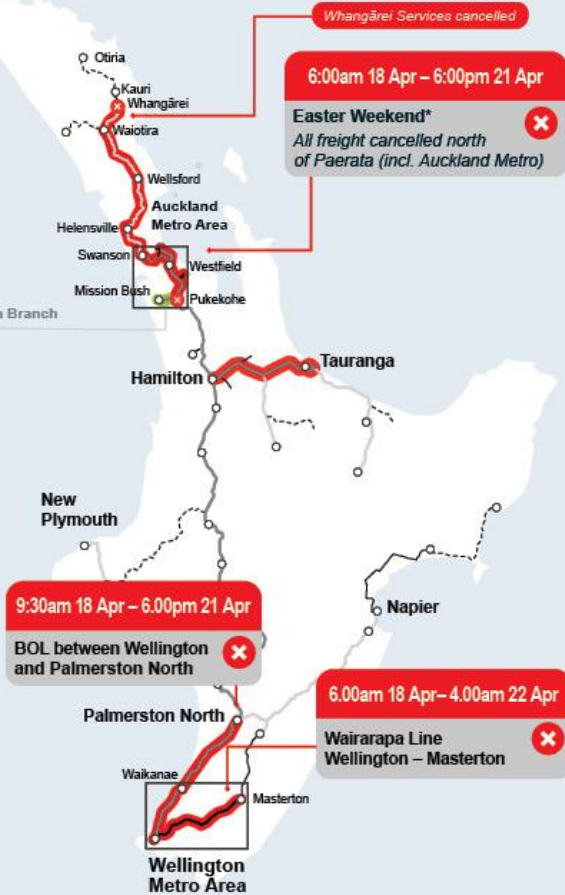 Whangārei Services cancelled
Otiria
Kauri
Whangārei
Waiotira
6:00am 18 Apr – 6:00pm 21 Apr
Easter Weekend*
All freight cancelled north
of Paerata (incl. Auckland Metro)
Wellsford
Auckland
Metro Area
Helensville
Swanson
Westfield
Mission Bush
Pukekohe
Branch
Tauranga
Hamilton
New
Plymouth
9:30am 18 Apr – 6.00pm 21 Apr
BOL between Wellington
and Palmerston North
Napier
6.00am 18 Apr– 4.00am 22 Apr
Wairarapa Line
Wellington – Masterton
Palmerston North
Waikanae
Masterton
Wellington
Metro Area